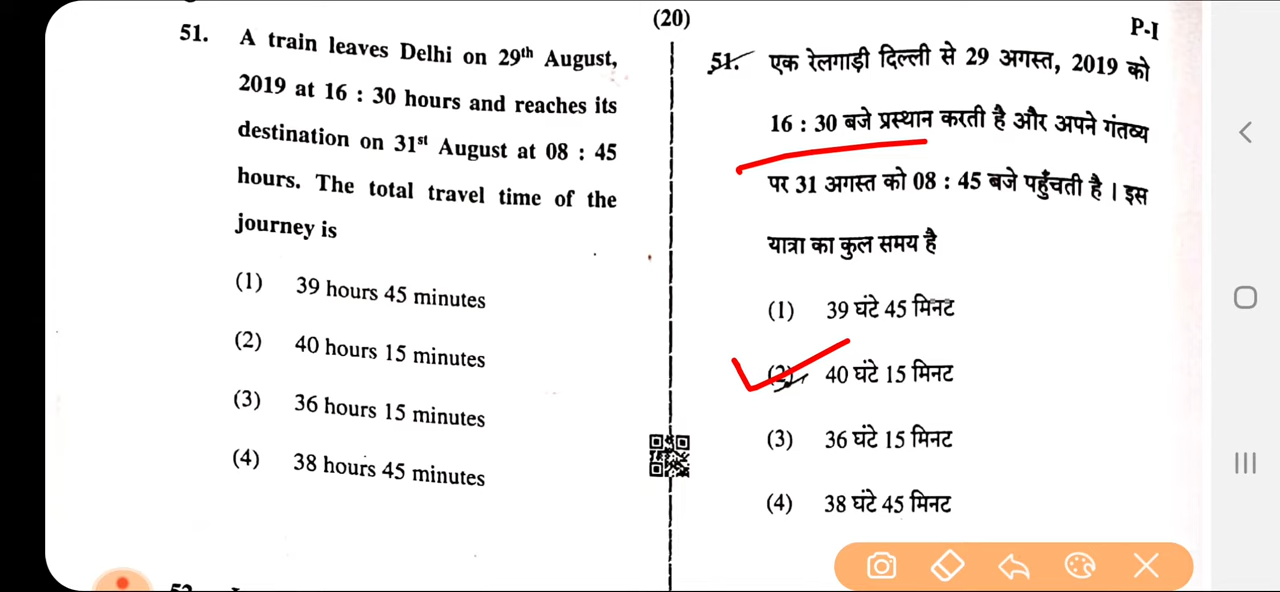 (20)
P-I
51. A train leaves Delhi on 29th August,
2019 at 16 : 30 hours and reaches its
destination on 31st August at 08 : 45
hours. The total travel time of the
journey is
(1) 39 hours 45 minutes
(2) 40 hours 15 minutes
(3) 36 hours 15 minutes
(4) 38 hours 45 minutes
51. एक रेलगाड़ी दिल्ली से 29 अगस्त, 2019 को
16 : 30 बजे प्रस्थान करती है और अपने गंतव्य
पर 31 अगस्त को 08 : 45 बजे पहुँचती है । इस
यात्रा का कुल समय है
(1) 39 घंटे 45 मिनट
(2) 40 घंटे 15 मिनट
(3) 36 घंटे 15 मिनट
(4) 38 घंटे 45 मिनट